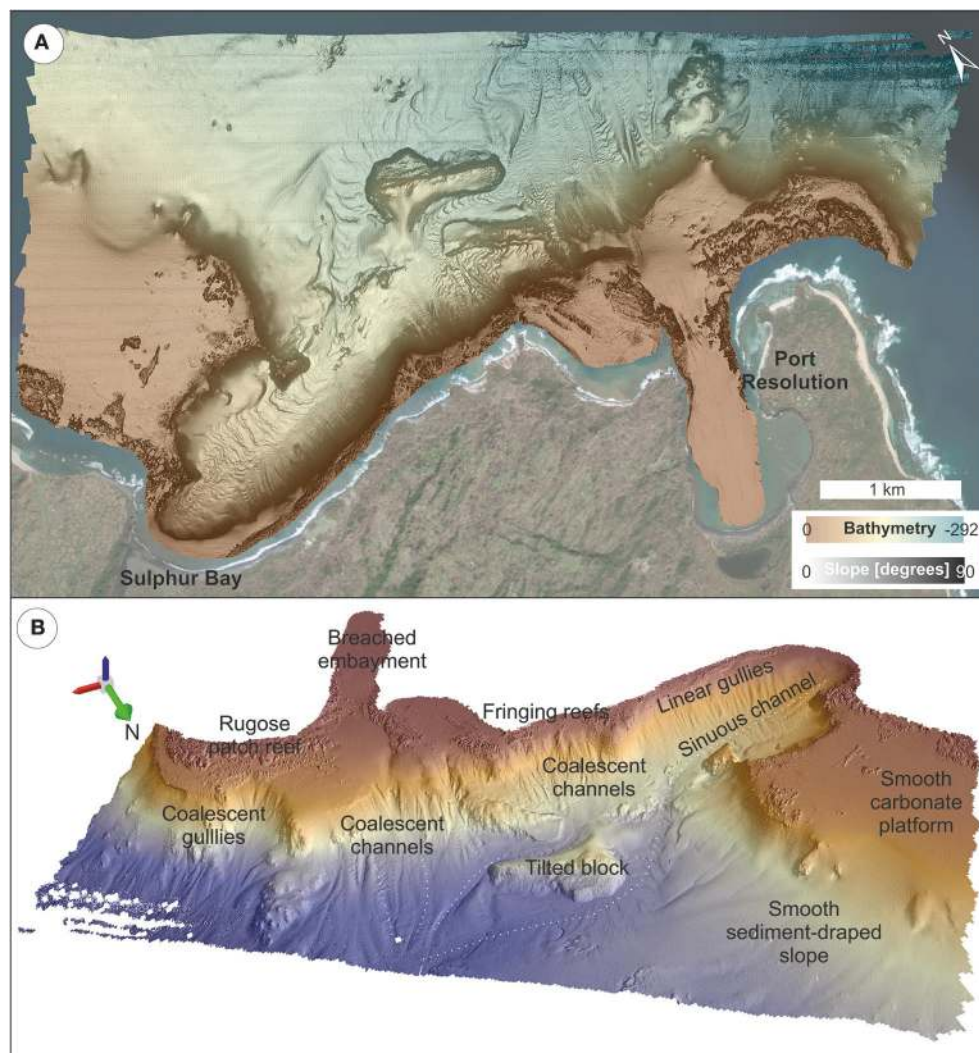 A
N
Port
Resolution
1 km
0 Bathymetry -292
0 Slope [degrees] 90
Sulphur Bay
B
Breached
embayment
N
Rugose
patch reef
Fringing reefs
Linear gullies
Sinuous channel
Coalescent
channels
Smooth
carbonate
platform
Coalescent
gulllies
Coalescent
channels
Tilted block
Smooth
sediment-draped
slope